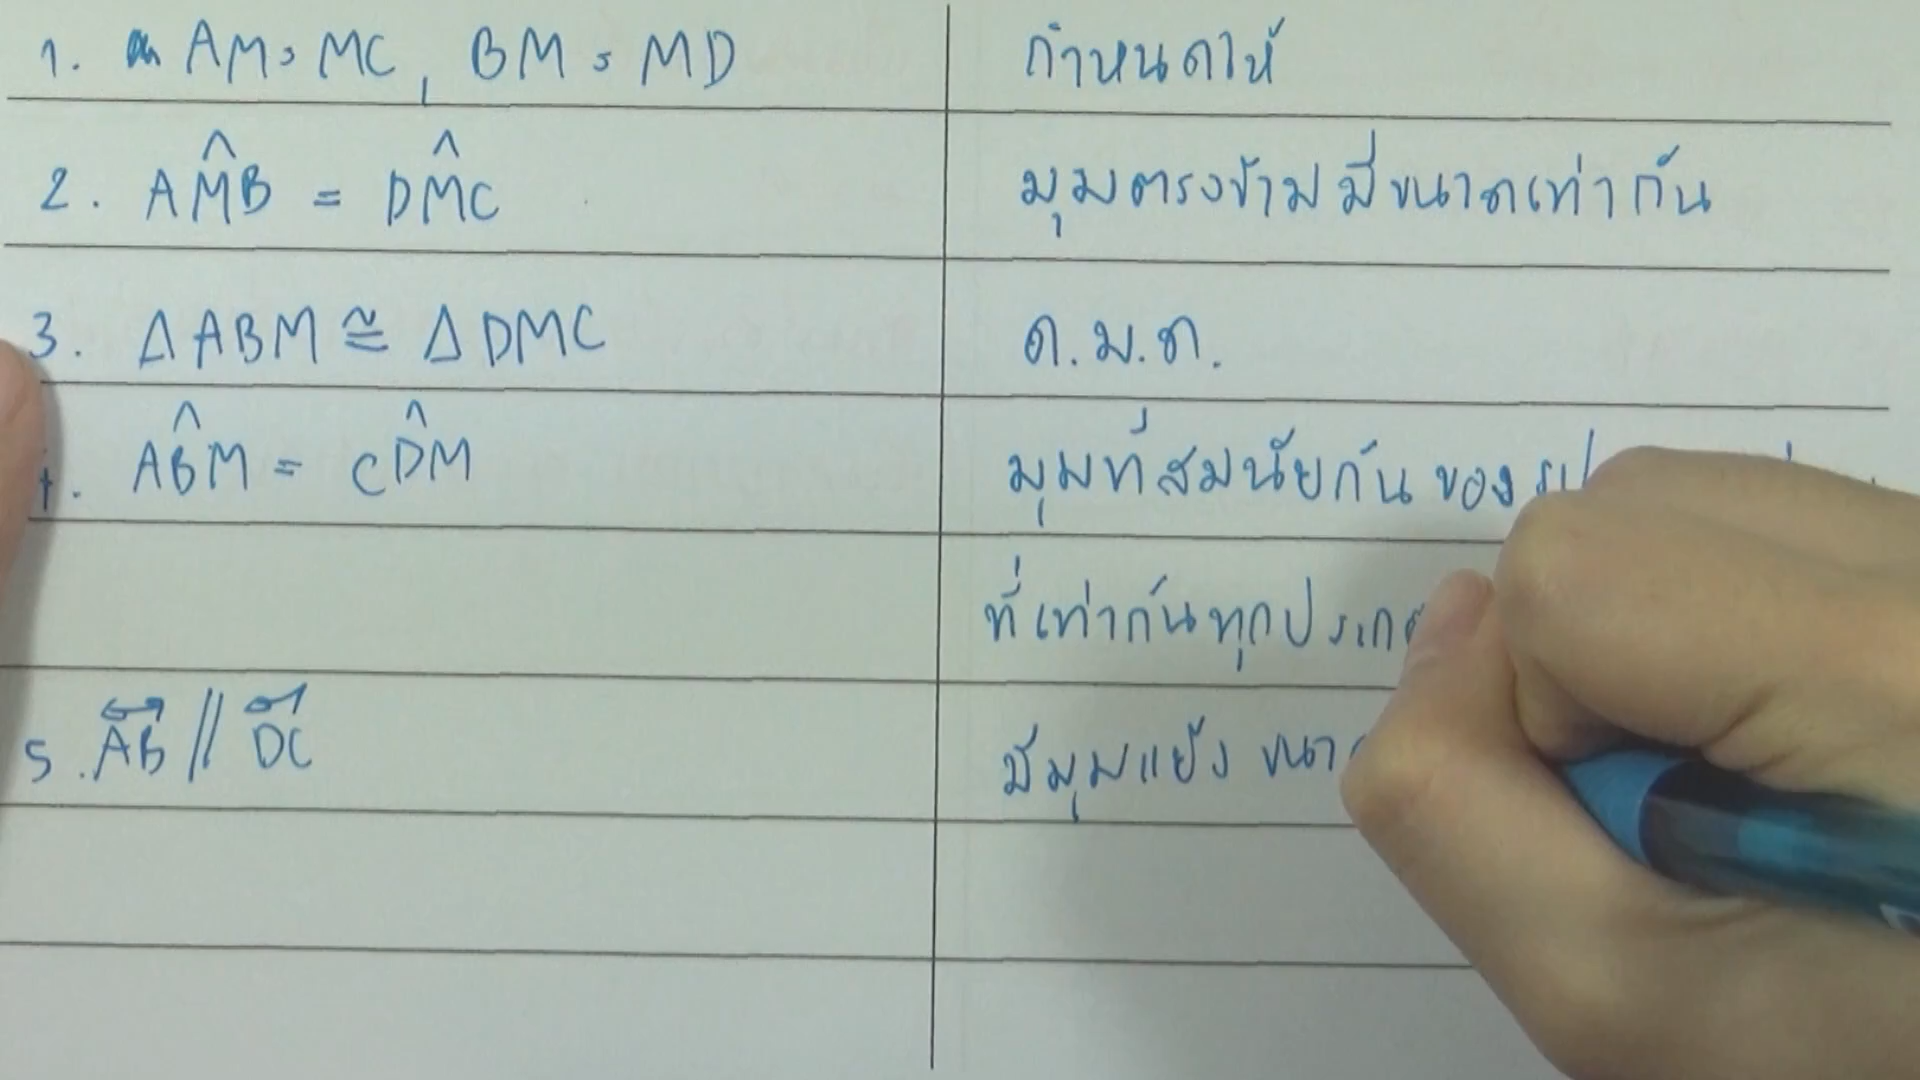 1. AM = MC, BM = MD กำหนดให้
2. AM̂B = DM̂C มุมตรงข้ามมีขนาดเท่ากัน
3. △ABM ≅ △DMC ด.ม.ด.
4. AB̂M = CD̂M มุมที่สมนัยกัน ของ
ที่เท่ากันทุกประการ
5. AB // DC มีมุมแย้ง